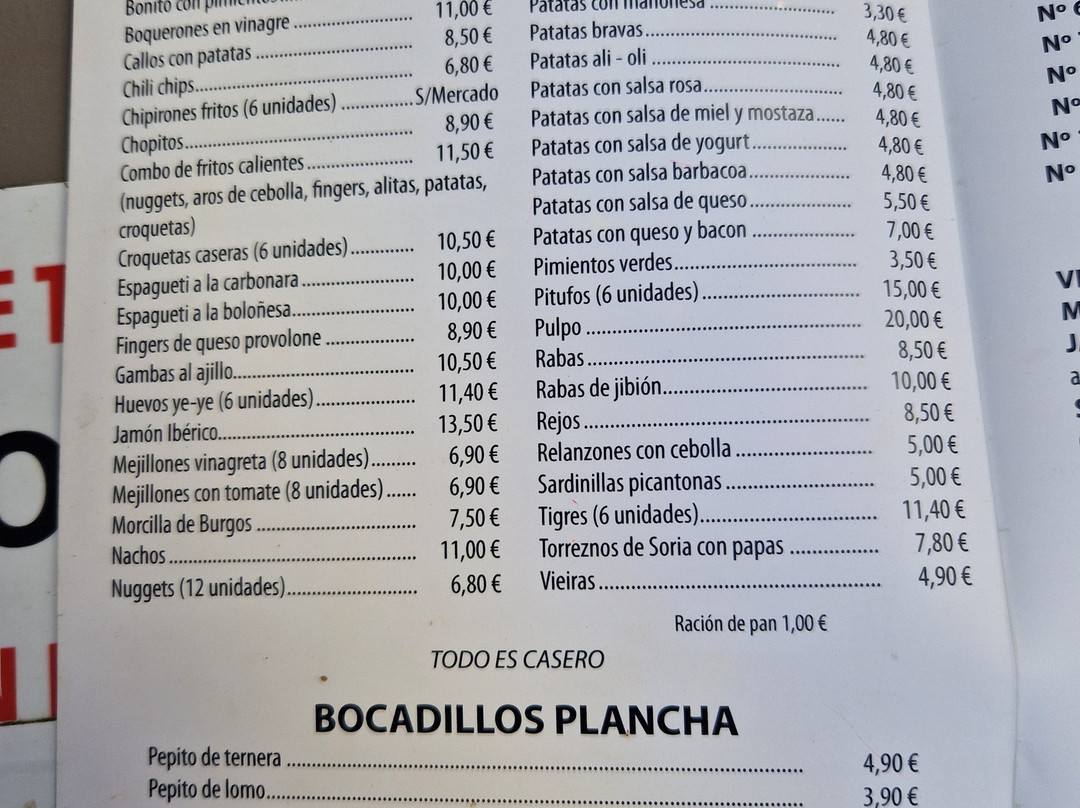 Bonito con
Boquerones en vinagre ........ 11,00 €
Callos con patatas ........ 8,50 €
Chili chips........ 6,80 €
Chipirones fritos (6 unidades) ........ S/Mercado
Chopitos........ 8,90 €
Combo de fritos calientes ........ 11,50 €
(nuggets, aros de cebolla, fingers, alitas, patatas,
croquetas)
Croquetas caseras (6 unidades)........ 10,50 €
Espagueti a la carbonara ........ 10,00 €
Espagueti a la boloñesa........ 10,00 €
Fingers de queso provolone ........ 8,90 €
Gambas al ajillo........ 10,50 €
Huevos ye-ye (6 unidades)........ 11,40 €
Jamón Ibérico........ 13,50 €
Mejillones vinagreta (8 unidades)........ 6,90 €
Mejillones con tomate (8 unidades)...... 6,90 €
Morcilla de Burgos ........ 7,50 €
Nachos ........ 11,00 €
Nuggets (12 unidades)........ 6,80 €
Patatas con mahonesa ........ 3,30 €
Patatas bravas........ 4,80 €
Patatas ali - oli ........ 4,80 €
Patatas con salsa rosa........ 4,80 €
Patatas con salsa de miel y mostaza...... 4,80 €
Patatas con salsa de yogurt........ 4,80 €
Patatas con salsa barbacoa........ 4,80 €
Patatas con salsa de queso ........ 5,50 €
Patatas con queso y bacon ........ 7,00 €
Pimientos verdes........ 3,50 €
Pitufos (6 unidades)........ 15,00 €
Pulpo ........ 20,00 €
Rabas........ 8,50 €
Rabas de jibión........ 10,00 €
Rejos ........ 8,50 €
Relanzones con cebolla ........ 5,00 €
Sardinillas picantonas ........ 5,00 €
Tigres (6 unidades)........ 11,40 €
Torreznos de Soria con papas ........ 7,80 €
Vieiras........ 4,90 €
Ración de pan 1,00 €
TODO ES CASERO
BOCADILLOS PLANCHA
Pepito de ternera ........ 4,90 €
Pepito de lomo........ 3,90 €
Nº
Nº
Nº
Nº
Nº
Nº